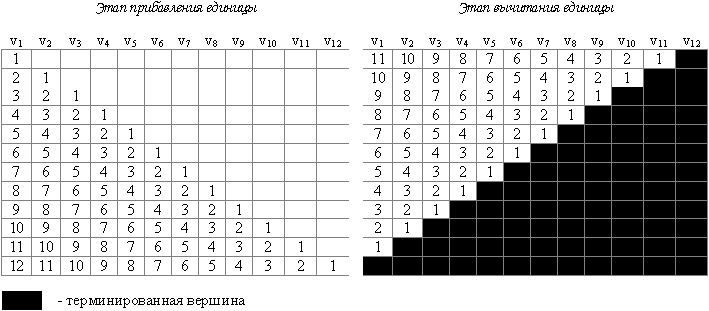 Этап прибавления единицы Этап вычитания единицы
v1 v2 v3 v4 v5 v6 v7 v8 v9 v10 v11 v12 v1 v2 v3 v4 v5 v6 v7 v8 v9 v10 v11 v12
1 11 10 9 8 7 6 5 4 3 2 1
2 1 10 9 8 7 6 5 4 3 2 1
3 2 1 9 8 7 6 5 4 3 2 1
4 3 2 1 8 7 6 5 4 3 2 1
5 4 3 2 1 7 6 5 4 3 2 1
6 5 4 3 2 1 6 5 4 3 2 1
7 6 5 4 3 2 1 5 4 3 2 1
8 7 6 5 4 3 2 1 4 3 2 1
9 8 7 6 5 4 3 2 1 3 2 1
10 9 8 7 6 5 4 3 2 1 2 1
11 10 9 8 7 6 5 4 3 2 1 1
12 11 10 9 8 7 6 5 4 3 2 1
- терминированная вершина